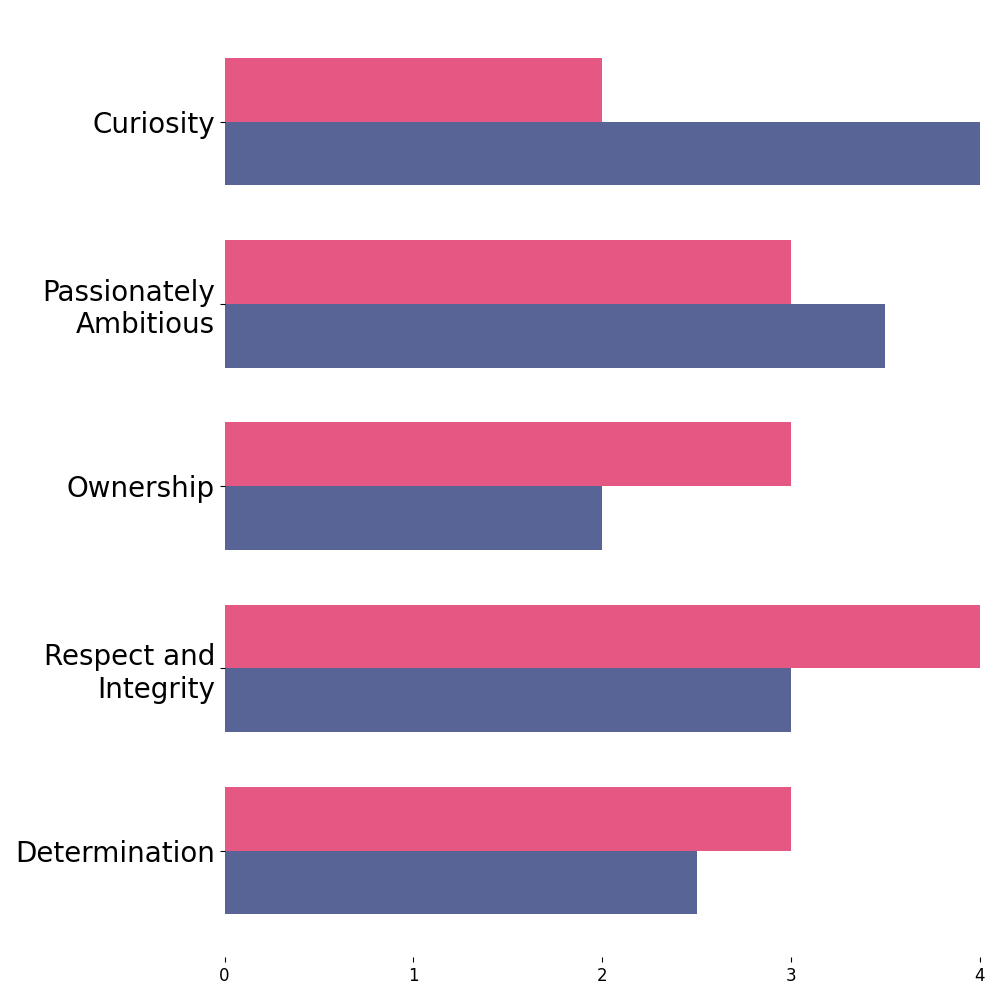 Curiosity
Passionately
Ambitious
Ownership
Respect and
Integrity
Determination
0 1 2 3 4